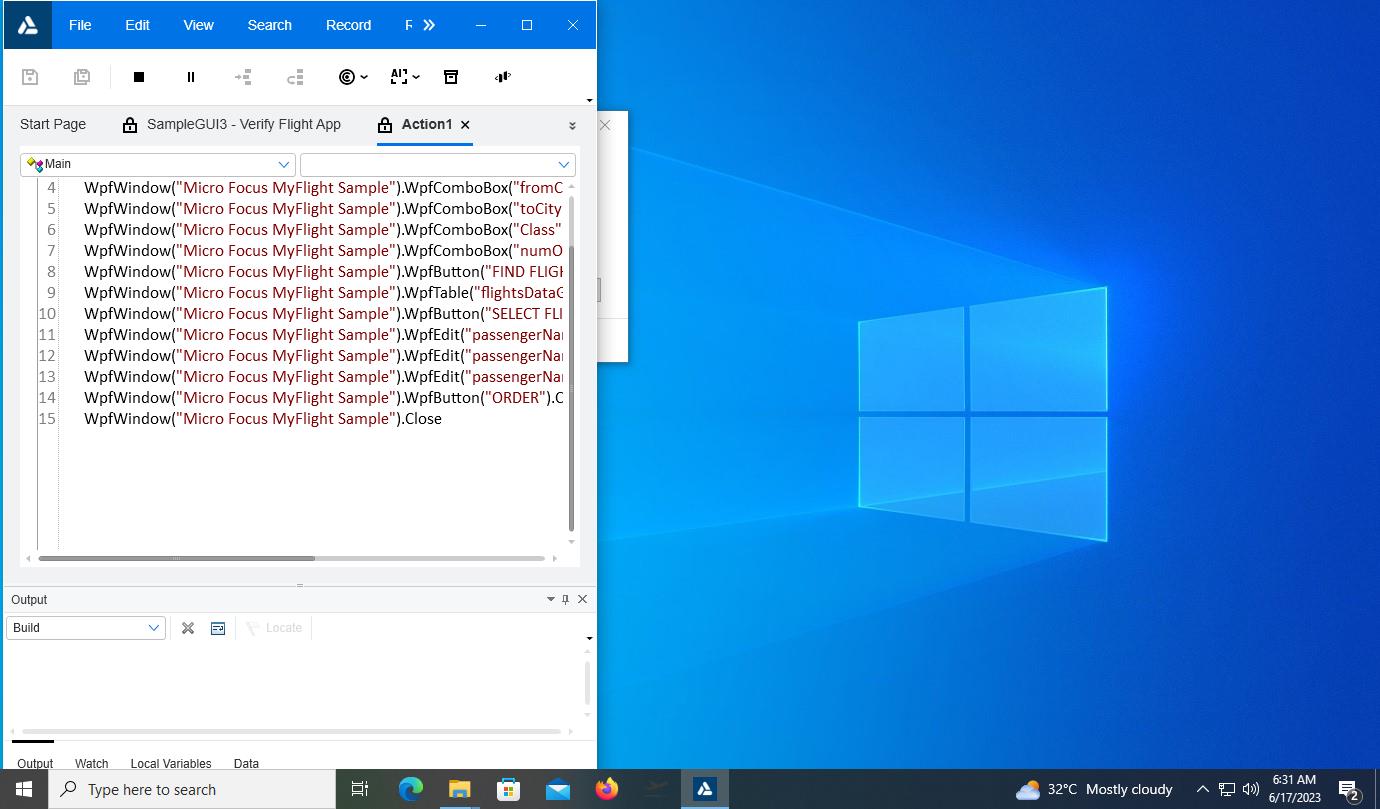 File Edit View Search Record
Start Page SampleGUI3 - Verify Flight App Action1
Main
4 WpfWindow("Micro Focus MyFlight Sample").WpfComboBox("fromC
5 WpfWindow("Micro Focus MyFlight Sample").WpfComboBox("toCity
6 WpfWindow("Micro Focus MyFlight Sample").WpfComboBox("Class"
7 WpfWindow("Micro Focus MyFlight Sample").WpfComboBox("numO
8 WpfWindow("Micro Focus MyFlight Sample").WpfButton("FIND FLIGH
9 WpfWindow("Micro Focus MyFlight Sample").WpfTable("flightsDataG
10 WpfWindow("Micro Focus MyFlight Sample").WpfButton("SELECT FLI
11 WpfWindow("Micro Focus MyFlight Sample").WpfEdit("passengerNar
12 WpfWindow("Micro Focus MyFlight Sample").WpfEdit("passengerNar
13 WpfWindow("Micro Focus MyFlight Sample").WpfEdit("passengerNar
14 WpfWindow("Micro Focus MyFlight Sample").WpfButton("ORDER").C
15 WpfWindow("Micro Focus MyFlight Sample").Close
Output
Build Locate
Output Watch Local Variables Data
Type here to search
32°C Mostly cloudy
6:31 AM
6/17/2023
2